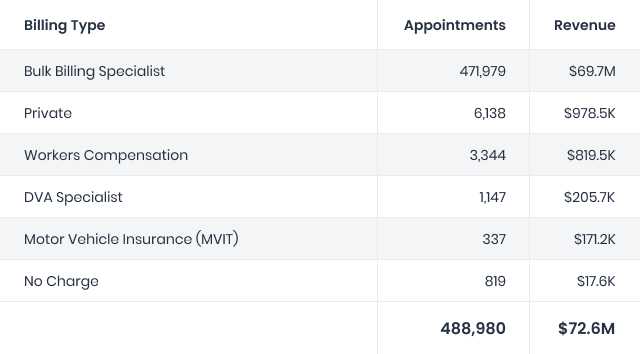 Billing Type Appointments Revenue
Bulk Billing Specialist 471,979 $69.7M
Private 6,138 $978.5K
Workers Compensation 3,344 $819.5K
DVA Specialist 1,147 $205.7K
Motor Vehicle Insurance (MVIT) 337 $171.2K
No Charge 819 $17.6K
488,980 $72.6M